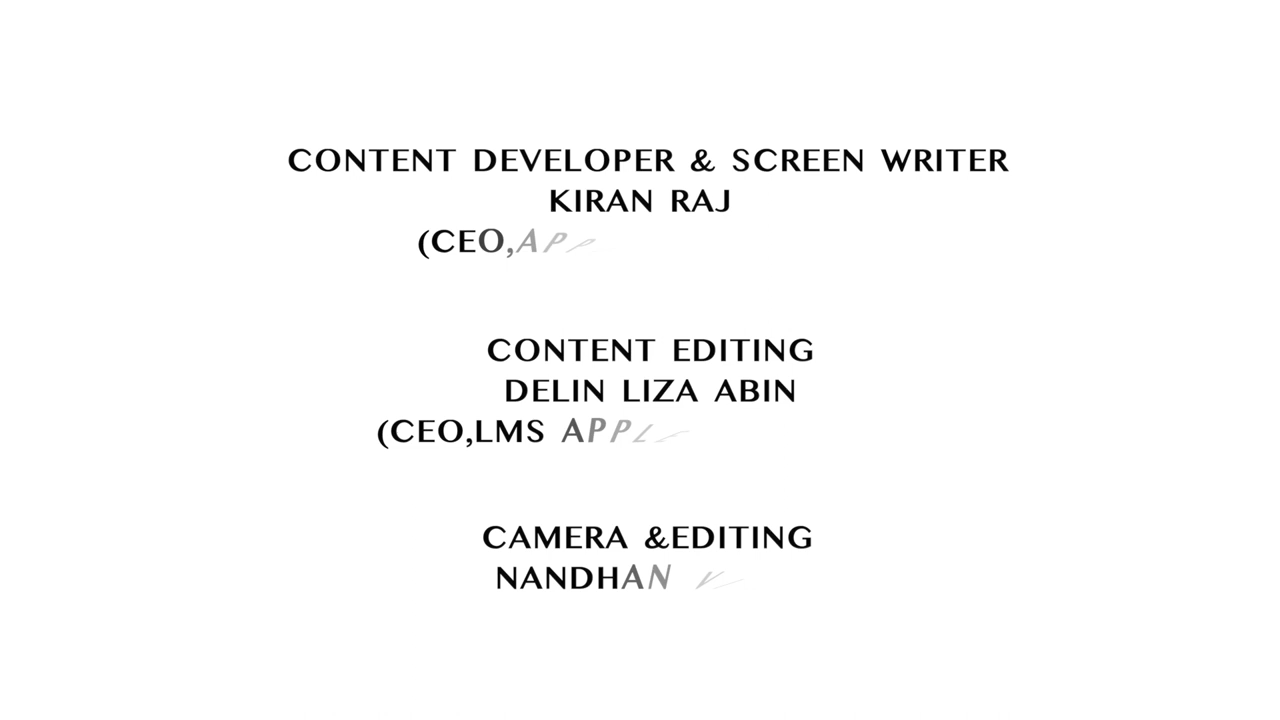 CONTENT DEVELOPER & SCREEN WRITER
KIRAN RAJ
(CEO,
CONTENT EDITING
DELIN LIZA ABIN
(CEO,LMS
CAMERA &EDITING
NANDHAN